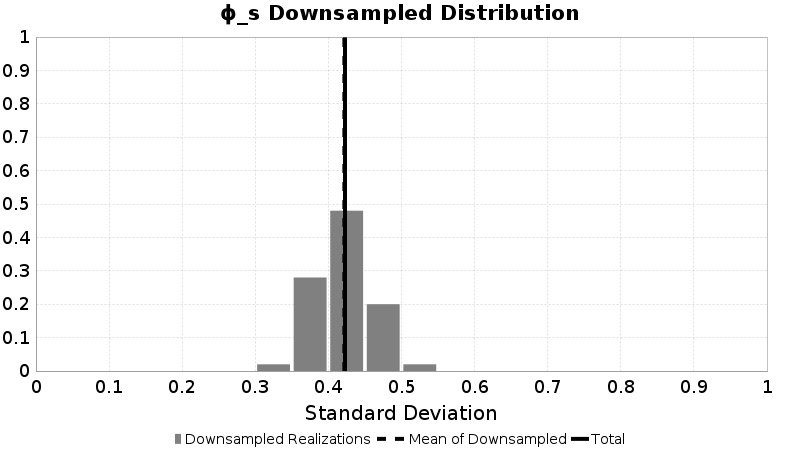 ϕ_s Downsampled Distribution
1
0.9
0.8
0.7
0.6
0.5
0.4
0.3
0.2
0.1
0
0 0.1 0.2 0.3 0.4 0.5 0.6 0.7 0.8 0.9 1
Standard Deviation
Downsampled Realizations Mean of Downsampled Total